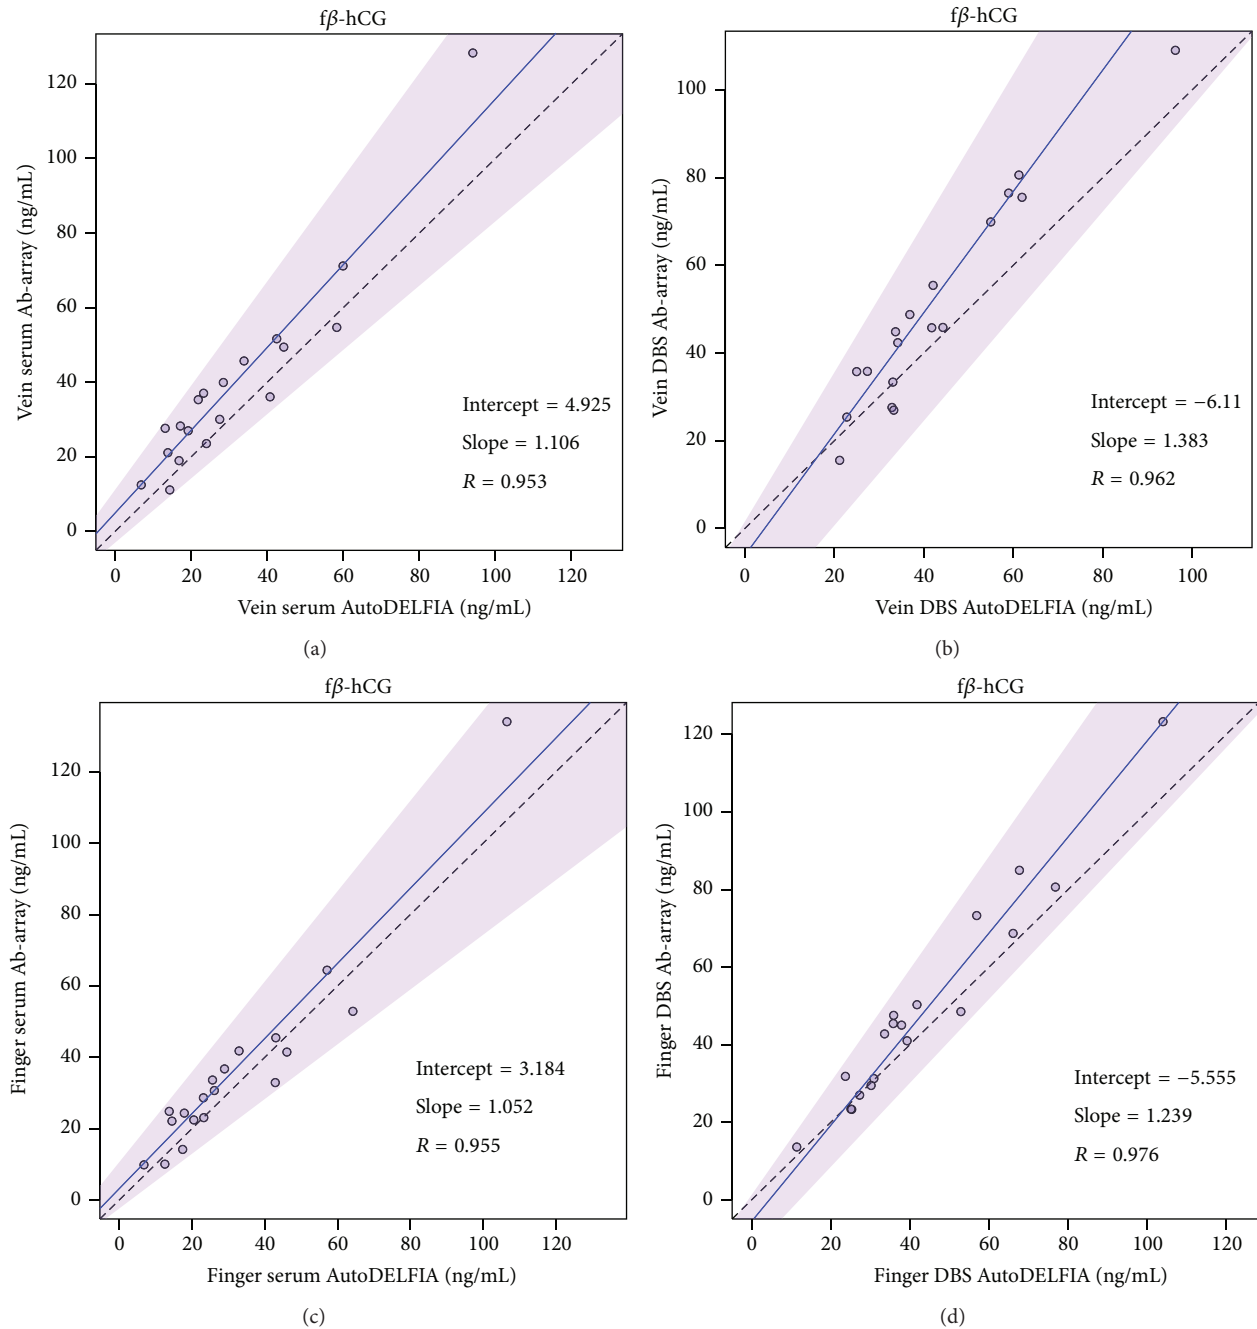 fβ-hCG
120
100
80
60
40
20
0
Vein serum Ab-array (ng/mL)
Intercept = 4.925
Slope = 1.106
R = 0.953
0 20 40 60 80 100 120
Vein serum AutoDELFIA (ng/mL)
(a)
fβ-hCG
100
80
60
40
20
0
Vein DBS Ab-array (ng/mL)
Intercept = −6.11
Slope = 1.383
R = 0.962
0 20 40 60 80 100
Vein DBS AutoDELFIA (ng/mL)
(b)
fβ-hCG
120
100
80
60
40
20
0
Finger serum Ab-array (ng/mL)
Intercept = 3.184
Slope = 1.052
R = 0.955
0 20 40 60 80 100 120
Finger serum AutoDELFIA (ng/mL)
(c)
fβ-hCG
120
100
80
60
40
20
0
Finger DBS Ab-array (ng/mL)
Intercept = −5.555
Slope = 1.239
R = 0.976
0 20 40 60 80 100 120
Finger DBS AutoDELFIA (ng/mL)
(d)